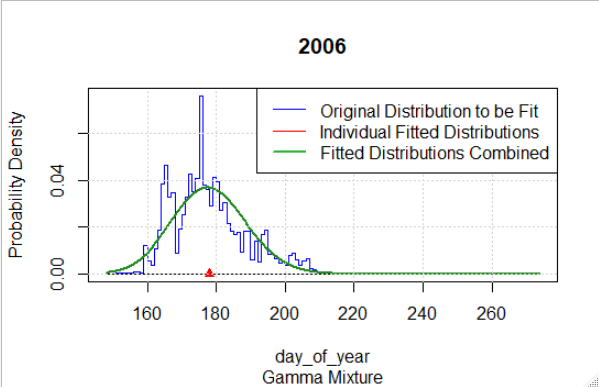 2006
Original Distribution to be Fit
Individual Fitted Distributions
Fitted Distributions Combined
Probability Density
0.04
0.00
160 180 200 220 240 260
day_of_year
Gamma Mixture